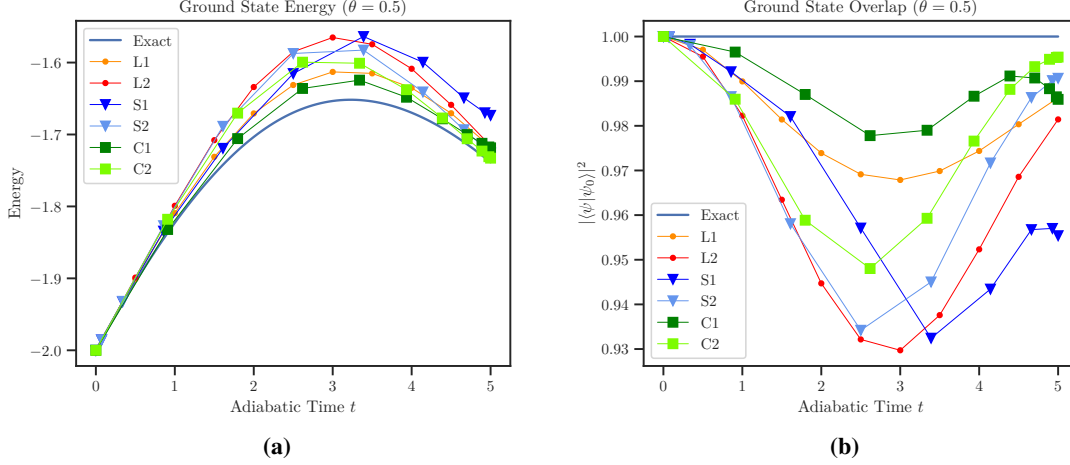 Ground State Energy (θ = 0.5)
Energy
−1.6
−1.7
−1.8
−1.9
−2.0
Exact
L1
L2
S1
S2
C1
C2
0 1 2 3 4 5
Adiabatic Time t
(a)
Ground State Overlap (θ = 0.5)
|⟨ψ|ψ₀⟩|²
1.00
0.99
0.98
0.97
0.96
0.95
0.94
0.93
Exact
L1
L2
S1
S2
C1
C2
0 1 2 3 4 5
Adiabatic Time t
(b)